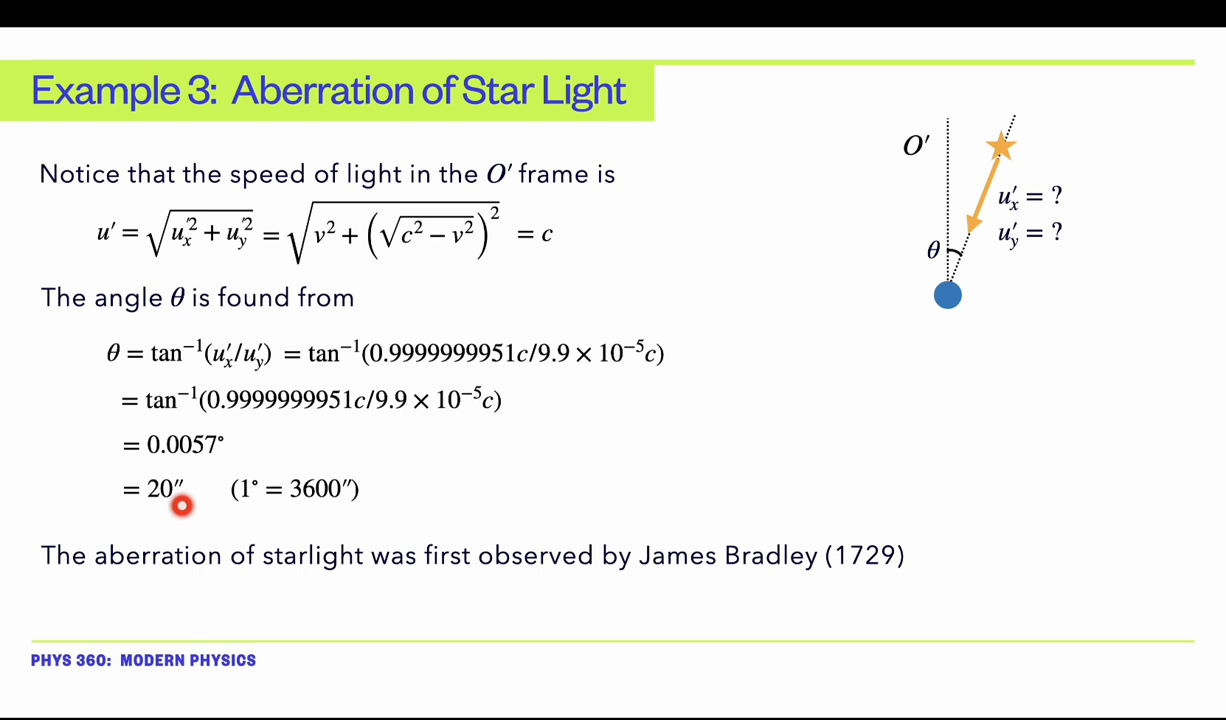 Example 3: Aberration of Star Light
Notice that the speed of light in the O′ frame is
u′ = √(u′x² + u′y²) = √(v² + (√(c² − v²))²) = c
The angle θ is found from
θ = tan⁻¹(u′x/u′y) = tan⁻¹(0.9999999951c/9.9 × 10⁻⁵c)
= tan⁻¹(0.9999999951c/9.9 × 10⁻⁵c)
= 0.0057°
= 20″ (1° = 3600″)
The aberration of starlight was first observed by James Bradley (1729)
O′
u′x = ?
u′y = ?
θ
PHYS 360: MODERN PHYSICS